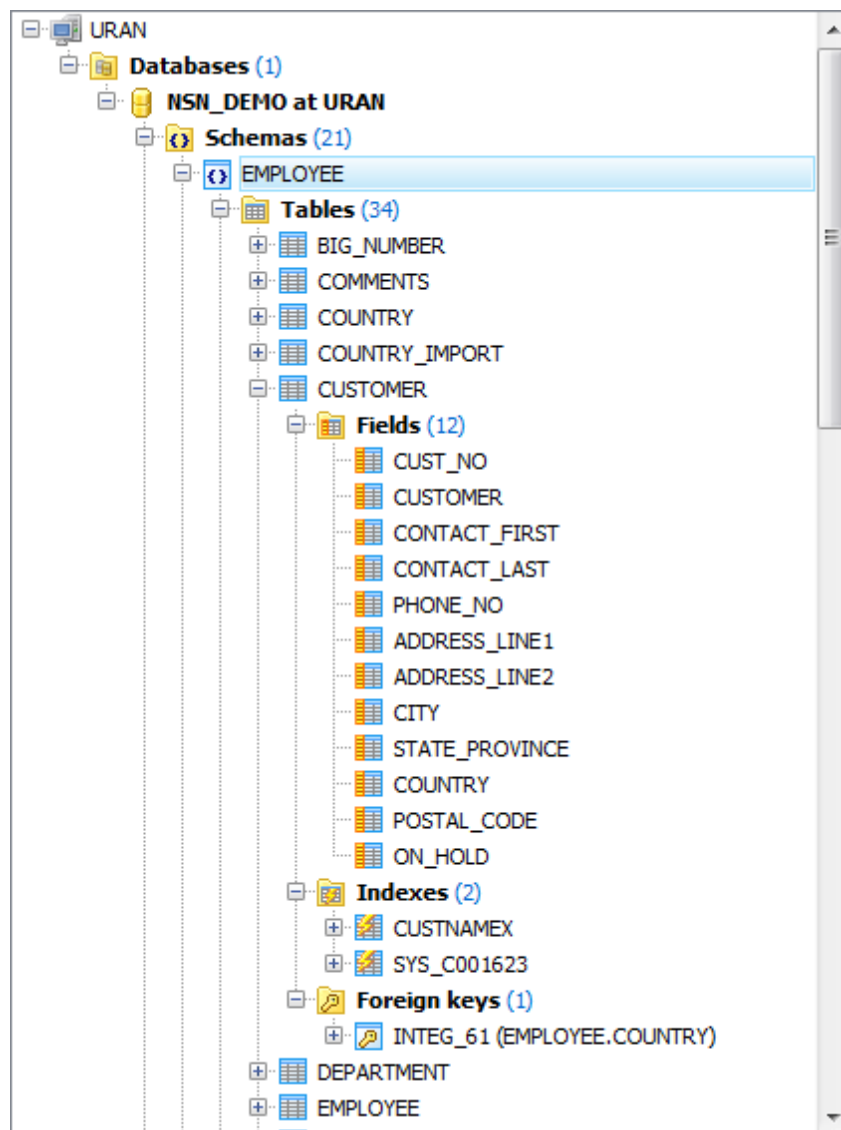 URAN
Databases (1)
NSN_DEMO at URAN
Schemas (21)
EMPLOYEE
Tables (34)
BIG_NUMBER
COMMENTS
COUNTRY
COUNTRY_IMPORT
CUSTOMER
Fields (12)
CUST_NO
CUSTOMER
CONTACT_FIRST
CONTACT_LAST
PHONE_NO
ADDRESS_LINE1
ADDRESS_LINE2
CITY
STATE_PROVINCE
COUNTRY
POSTAL_CODE
ON_HOLD
Indexes (2)
CUSTNAMEX
SYS_C001623
Foreign keys (1)
INTEG_61 (EMPLOYEE.COUNTRY)
DEPARTMENT
EMPLOYEE